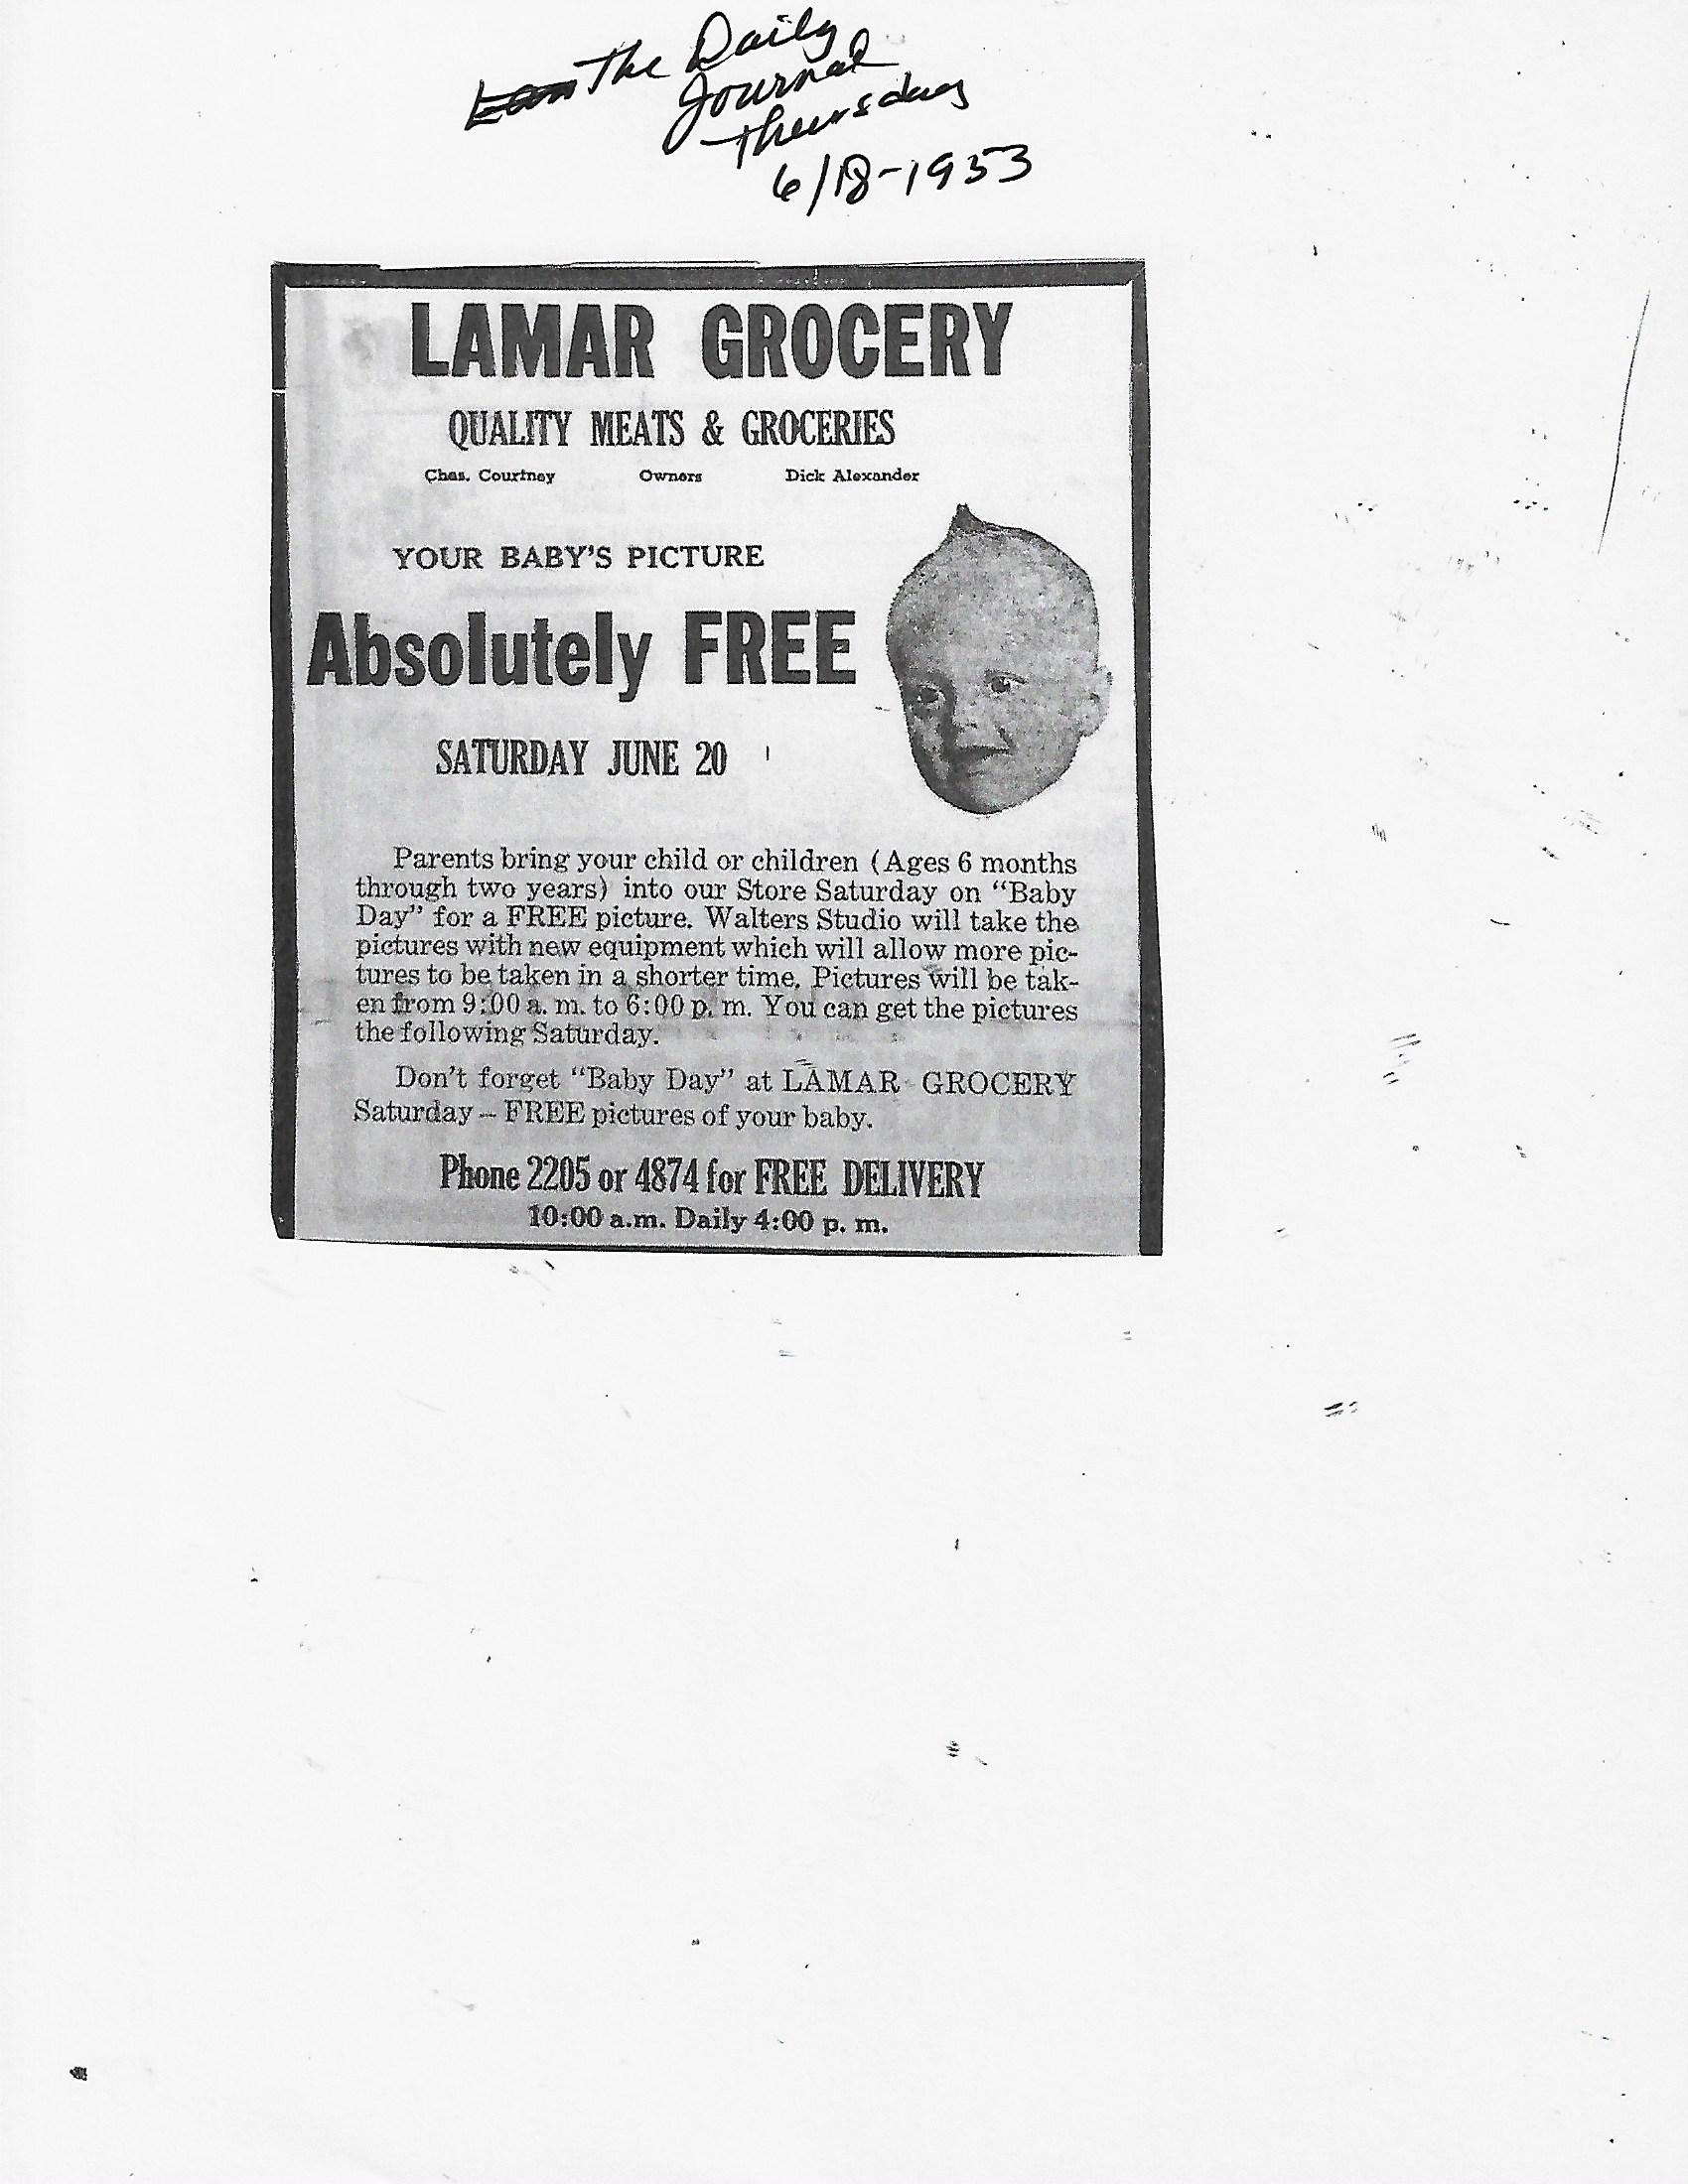 The Daily
Journal
Thursday
6/18-1953
LAMAR GROCERY
QUALITY MEATS & GROCERIES
Chas. Courtney Owners Dick Alexander
YOUR BABY'S PICTURE
Absolutely FREE
SATURDAY JUNE 20
Parents bring your child or children (Ages 6 months
through two years) into our Store Saturday on "Baby
Day" for a FREE picture. Walters Studio will take the
pictures with new equipment which will allow more pic-
tures to be taken in a shorter time. Pictures will be tak-
en from 9:00 a. m. to 6:00 p. m. You can get the pictures
the following Saturday.
Don't forget "Baby Day" at LAMAR GROCERY
Saturday – FREE pictures of your baby.
Phone 2205 or 4874 for FREE DELIVERY
10:00 a.m. Daily 4:00 p. m.